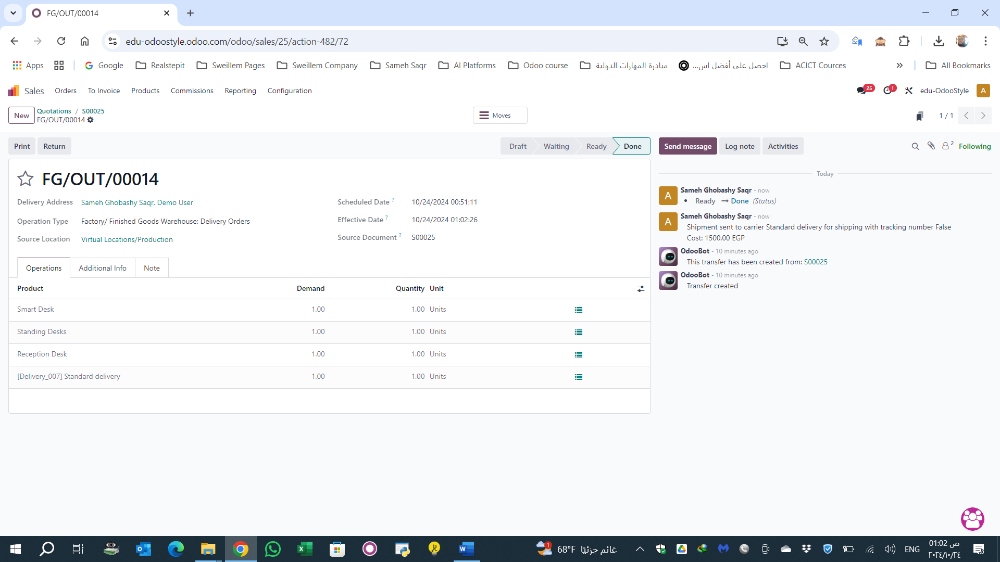 FG/OUT/00014
edu-odoostyle.odoo.com/odoo/sales/25/action-482/72
Apps
Google
Realstepit
Sweillem Pages
Sweillem Company
Sameh Saqr
AI Platforms
Odoo course
مبادرة المهارات الدولية
احصل على أفضل اس...
ACICT Cources
All Bookmarks
Sales
Orders
To Invoice
Products
Commissions
Reporting
Configuration
25
1
edu-OdooStyle
A
New
Quotations / S00025
FG/OUT/00014
Moves
1 / 1
Print
Return
Draft
Waiting
Ready
Done
Send message
Log note
Activities
2
Following
FG/OUT/00014
Delivery Address Sameh Ghobashy Saqr, Demo User
Operation Type Factory/ Finished Goods Warehouse: Delivery Orders
Source Location Virtual Locations/Production
Scheduled Date ? 10/24/2024 00:51:11
Effective Date ? 10/24/2024 01:02:26
Source Document ? S00025
Operations
Additional Info
Note
Product Demand Quantity Unit
Smart Desk 1.00 1.00 Units
Standing Desks 1.00 1.00 Units
Reception Desk 1.00 1.00 Units
[Delivery_007] Standard delivery 1.00 1.00 Units
Today
A
Sameh Ghobashy Saqr - now
• Ready → Done (Status)
A
Sameh Ghobashy Saqr - now
Shipment sent to carrier Standard delivery for shipping with tracking number False
Cost: 1500.00 EGP
OdooBot - 10 minutes ago
This transfer has been created from: S00025
OdooBot - 10 minutes ago
Transfer created
1
68°F غائم جزئيًا
ENG
01:02 ص
٢٠٢٤/١٠/٢٤